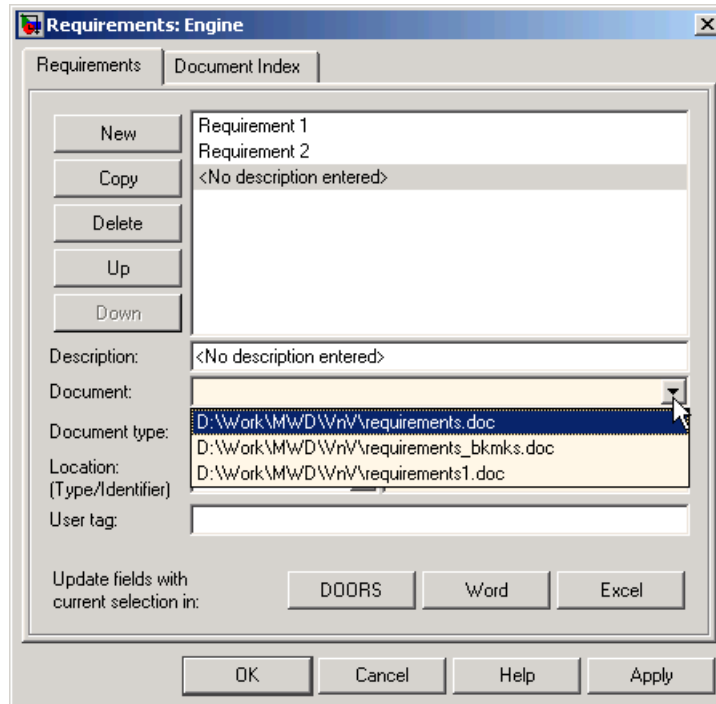 Requirements: Engine
Requirements
Document Index
New
Copy
Delete
Up
Down
Requirement 1
Requirement 2
<No description entered>
Description:
<No description entered>
Document:
Document type:
D:\Work\MWD\VnV\requirements.doc
D:\Work\MWD\VnV\requirements_bkmks.doc
D:\Work\MWD\VnV\requirements1.doc
Location:
(Type/Identifier)
User tag:
Update fields with
current selection in:
DOORS
Word
Excel
OK
Cancel
Help
Apply